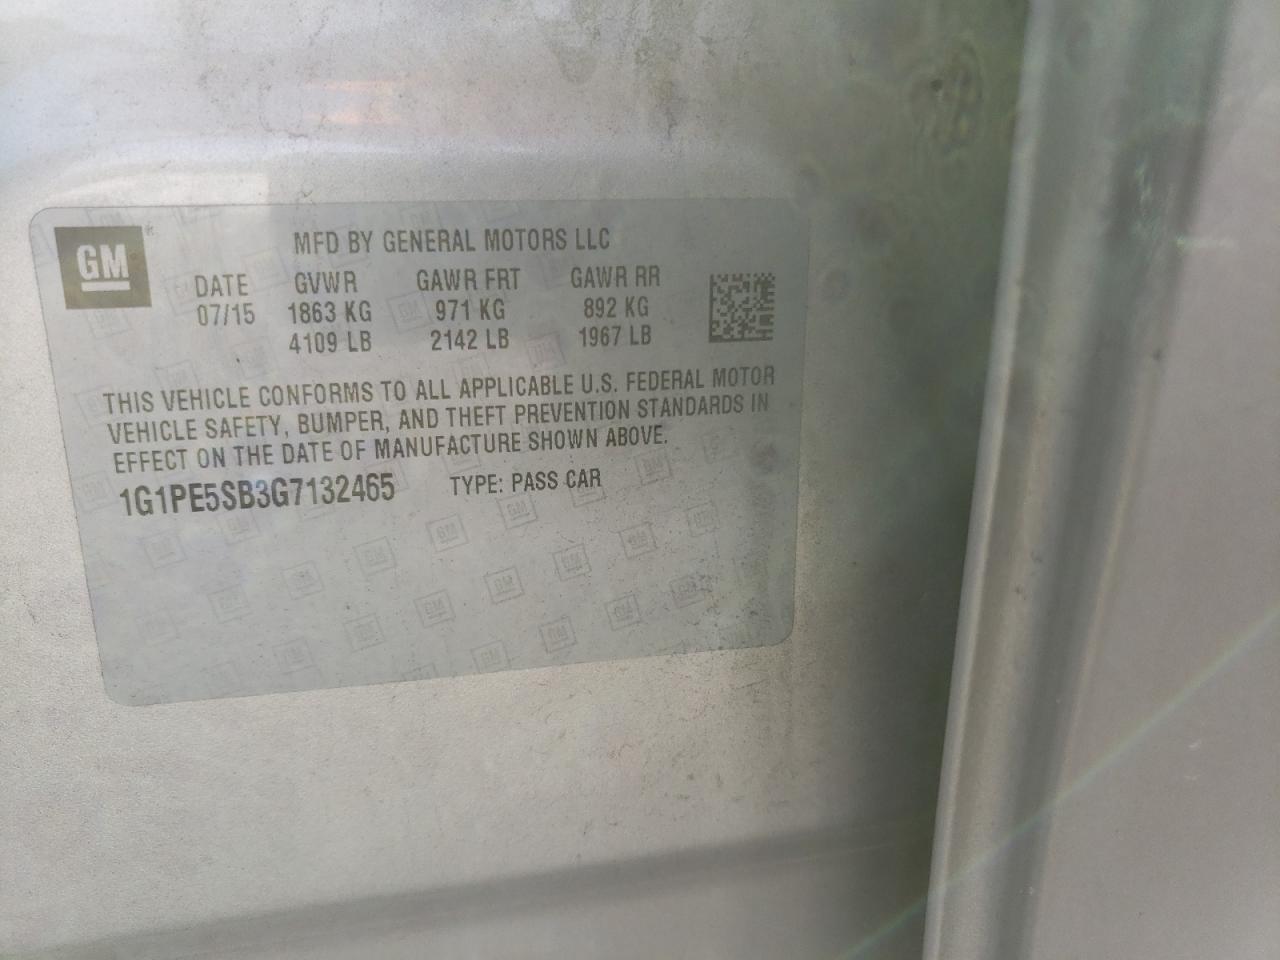 GM
MFD BY GENERAL MOTORS LLC
DATE GVWR GAWR FRT GAWR RR
07/15 1863 KG 971 KG 892 KG
4109 LB 2142 LB 1967 LB
THIS VEHICLE CONFORMS TO ALL APPLICABLE U.S. FEDERAL MOTOR
VEHICLE SAFETY, BUMPER, AND THEFT PREVENTION STANDARDS IN
EFFECT ON THE DATE OF MANUFACTURE SHOWN ABOVE.
1G1PE5SB3G7132465 TYPE: PASS CAR